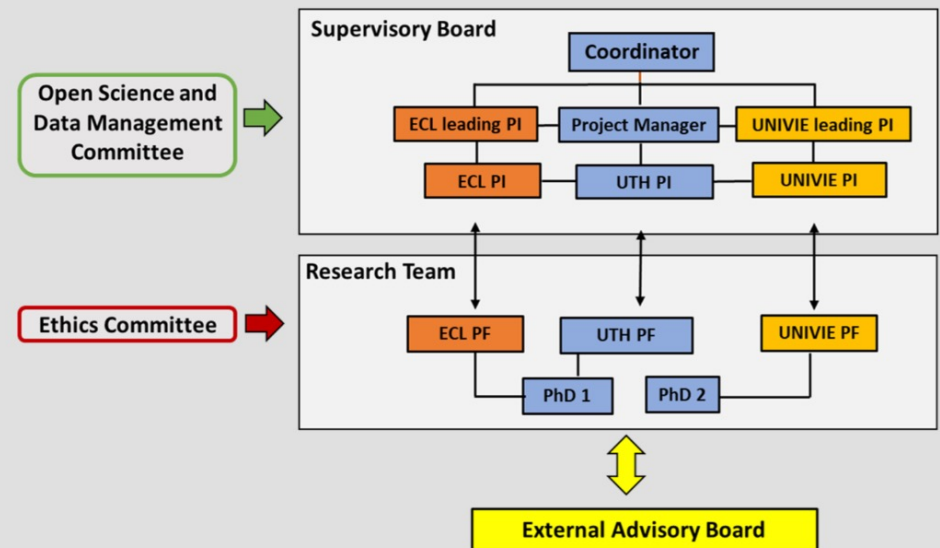 Supervisory Board
Coordinator
Open Science and
Data Management
Committee
ECL leading PI
Project Manager
UNIVIE leading PI
ECL PI
UTH PI
UNIVIE PI
Research Team
Ethics Committee
ECL PF
UTH PF
UNIVIE PF
PhD 1
PhD 2
External Advisory Board